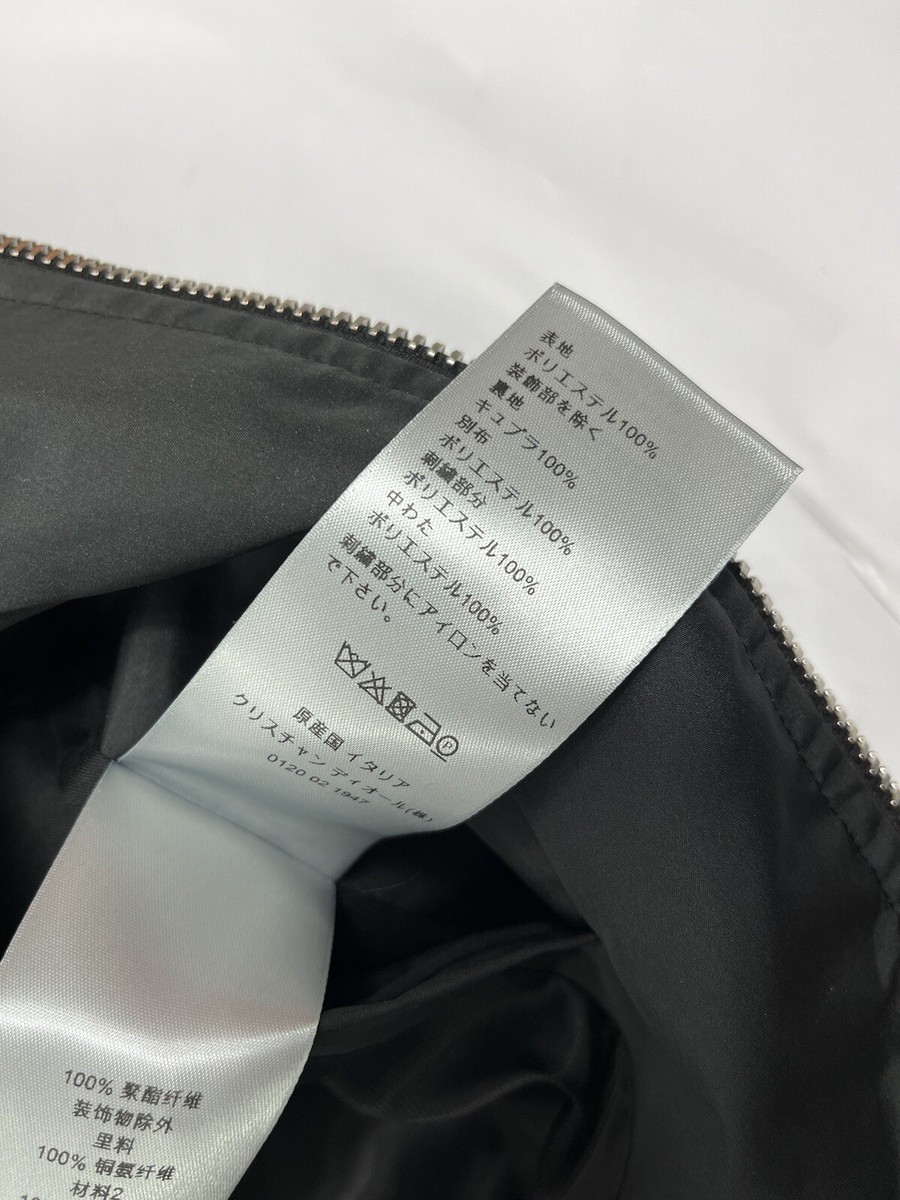 表地
ポリエステル100%
装飾部を除く
裏地
キュプラ100%
別布
ポリエステル100%
刺繍部分
ポリエステル100%
中わた
ポリエステル100%
刺繍部分にアイロンを当てない
で下さい。
P
原産国 イタリア
クリスチャン ディオール(株)
0120 02 1947
100% 聚酯纤维
装饰物除外
里料
100% 铜氨纤维
材料2